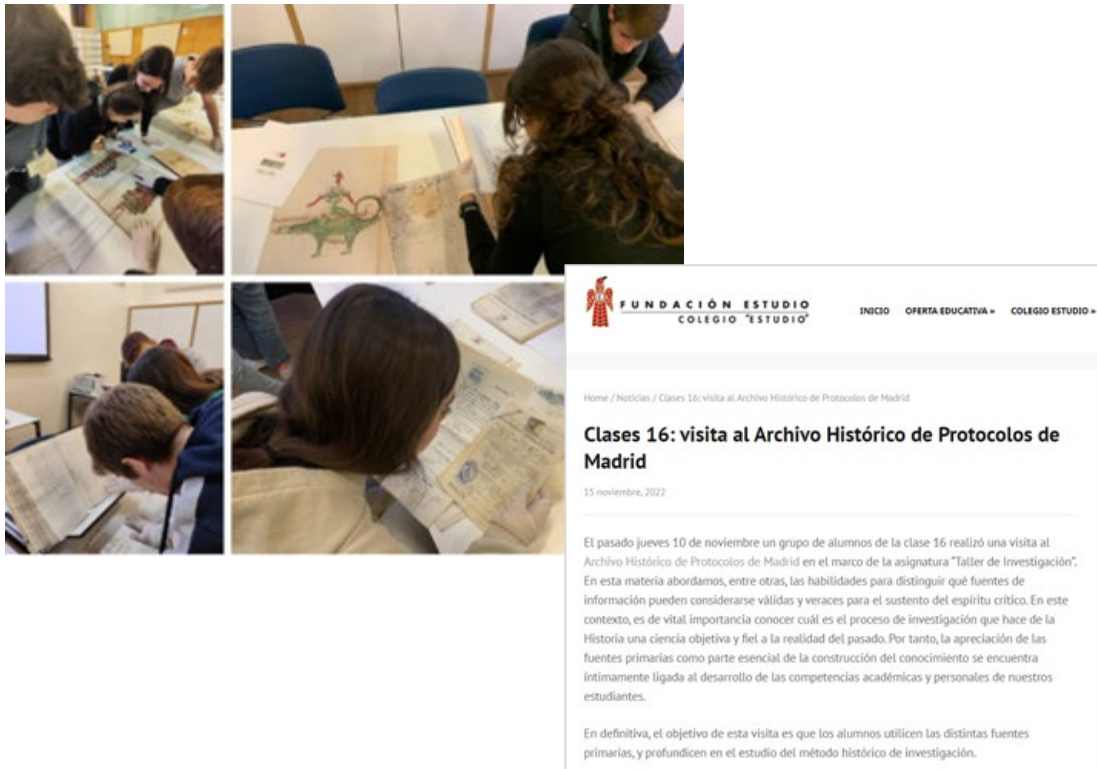 FUNDACIÓN ESTUDIO
COLEGIO "ESTUDIO"
INICIO OFERTA EDUCATIVA » COLEGIO ESTUDIO »
Home / Noticias / Clases 16: visita al Archivo Histórico de Protocolos de Madrid
Clases 16: visita al Archivo Histórico de Protocolos de
Madrid
15 noviembre, 2022
El pasado jueves 10 de noviembre un grupo de alumnos de la clase 16 realizó una visita al
Archivo Histórico de Protocolos de Madrid en el marco de la asignatura "Taller de Investigación".
En esta materia abordamos, entre otras, las habilidades para distinguir qué fuentes de
información pueden considerarse válidas y veraces para el sustento del espíritu crítico. En este
contexto, es de vital importancia conocer cuál es el proceso de investigación que hace de la
Historia una ciencia objetiva y fiel a la realidad del pasado. Por tanto, la apreciación de las
fuentes primarias como parte esencial de la construcción del conocimiento se encuentra
íntimamente ligada al desarrollo de las competencias académicas y personales de nuestros
estudiantes.
En definitiva, el objetivo de esta visita es que los alumnos utilicen las distintas fuentes
primarias, y profundicen en el estudio del método histórico de investigación.